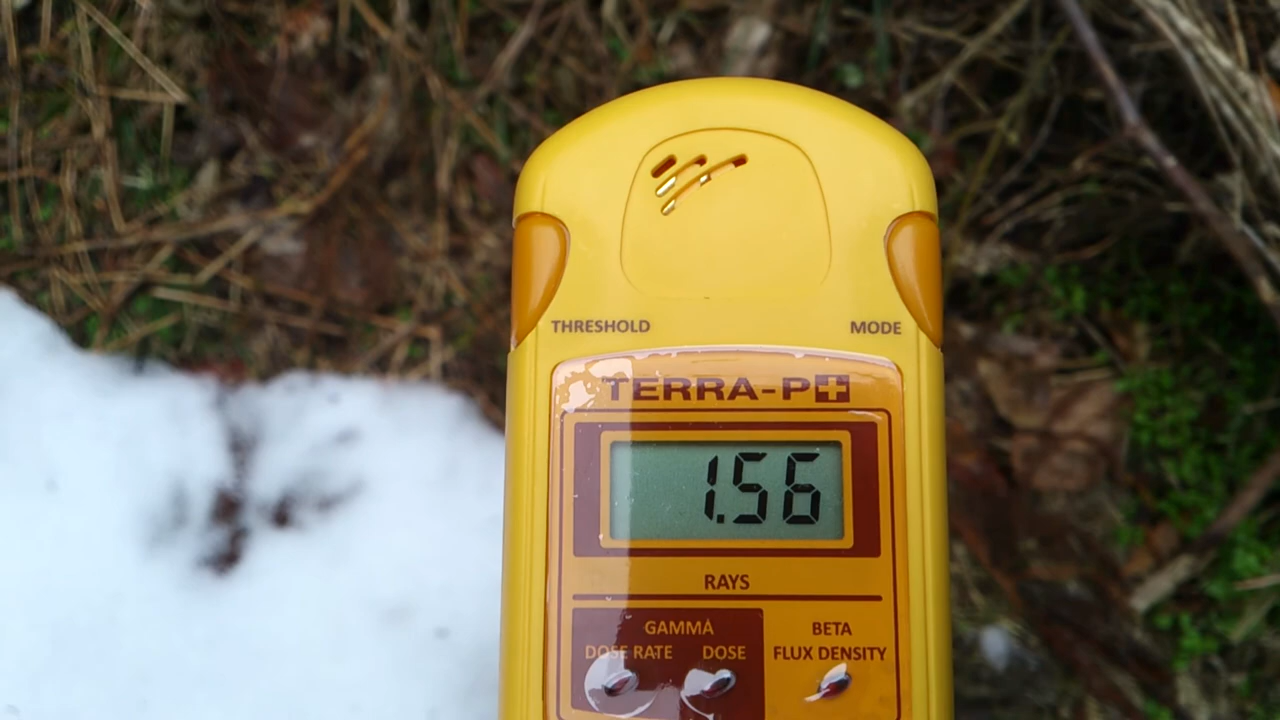 THRESHOLD MODE
TERRA-P+
1.56
RAYS
GAMMA BETA
DOSE RATE DOSE FLUX DENSITY